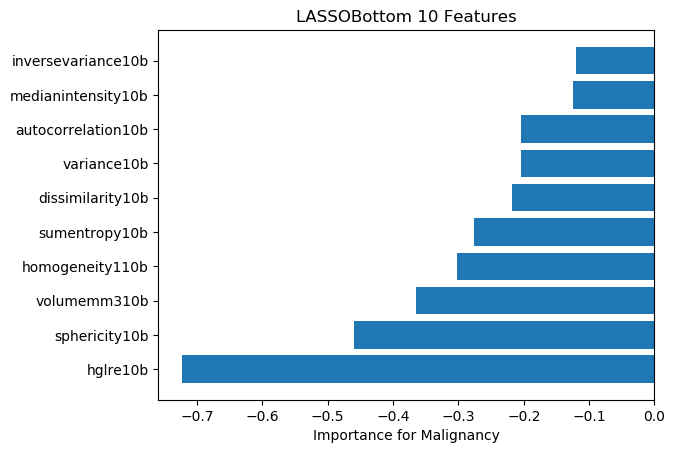 LASSOBottom 10 Features
inversevariance10b
medianintensity10b
autocorrelation10b
variance10b
dissimilarity10b
sumentropy10b
homogeneity110b
volumemm310b
sphericity10b
hglre10b
−0.7 −0.6 −0.5 −0.4 −0.3 −0.2 −0.1 0.0
Importance for Malignancy